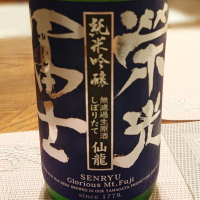 栄光
冨士
純米吟醸
無濾過生原酒
しぼりたて
仙龍
SENRYU
Glorious Mt. Fuji
since 1778.